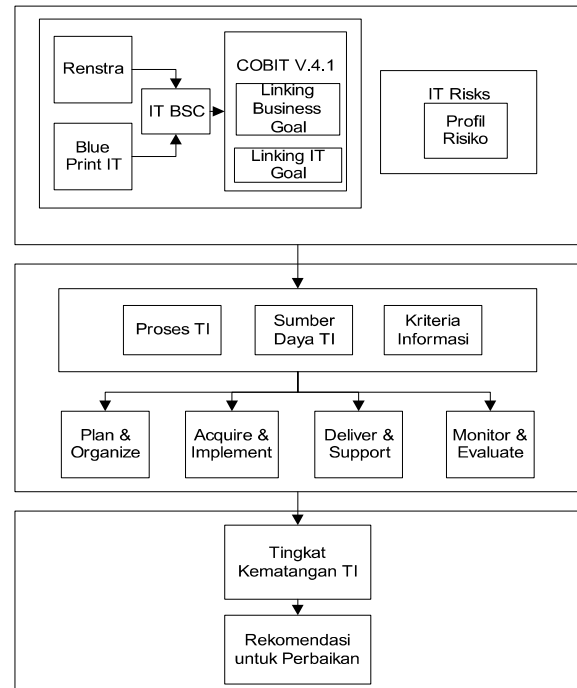 Renstra
Blue
Print IT
IT BSC
COBIT V.4.1
Linking
Business
Goal
Linking IT
Goal
IT Risks
Profil
Risiko
Proses TI
Sumber
Daya TI
Kriteria
Informasi
Plan &
Organize
Acquire &
Implement
Deliver &
Support
Monitor &
Evaluate
Tingkat
Kematangan TI
Rekomendasi
untuk Perbaikan